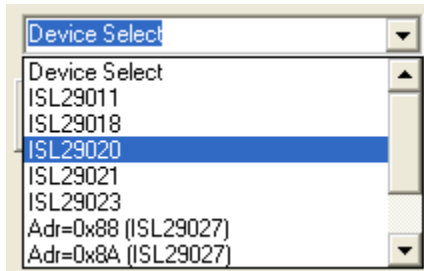 Device Select
Device Select
ISL29011
ISL29018
ISL29020
ISL29021
ISL29023
Adr=0x88 (ISL29027)
Adr=0x8A (ISL29027)